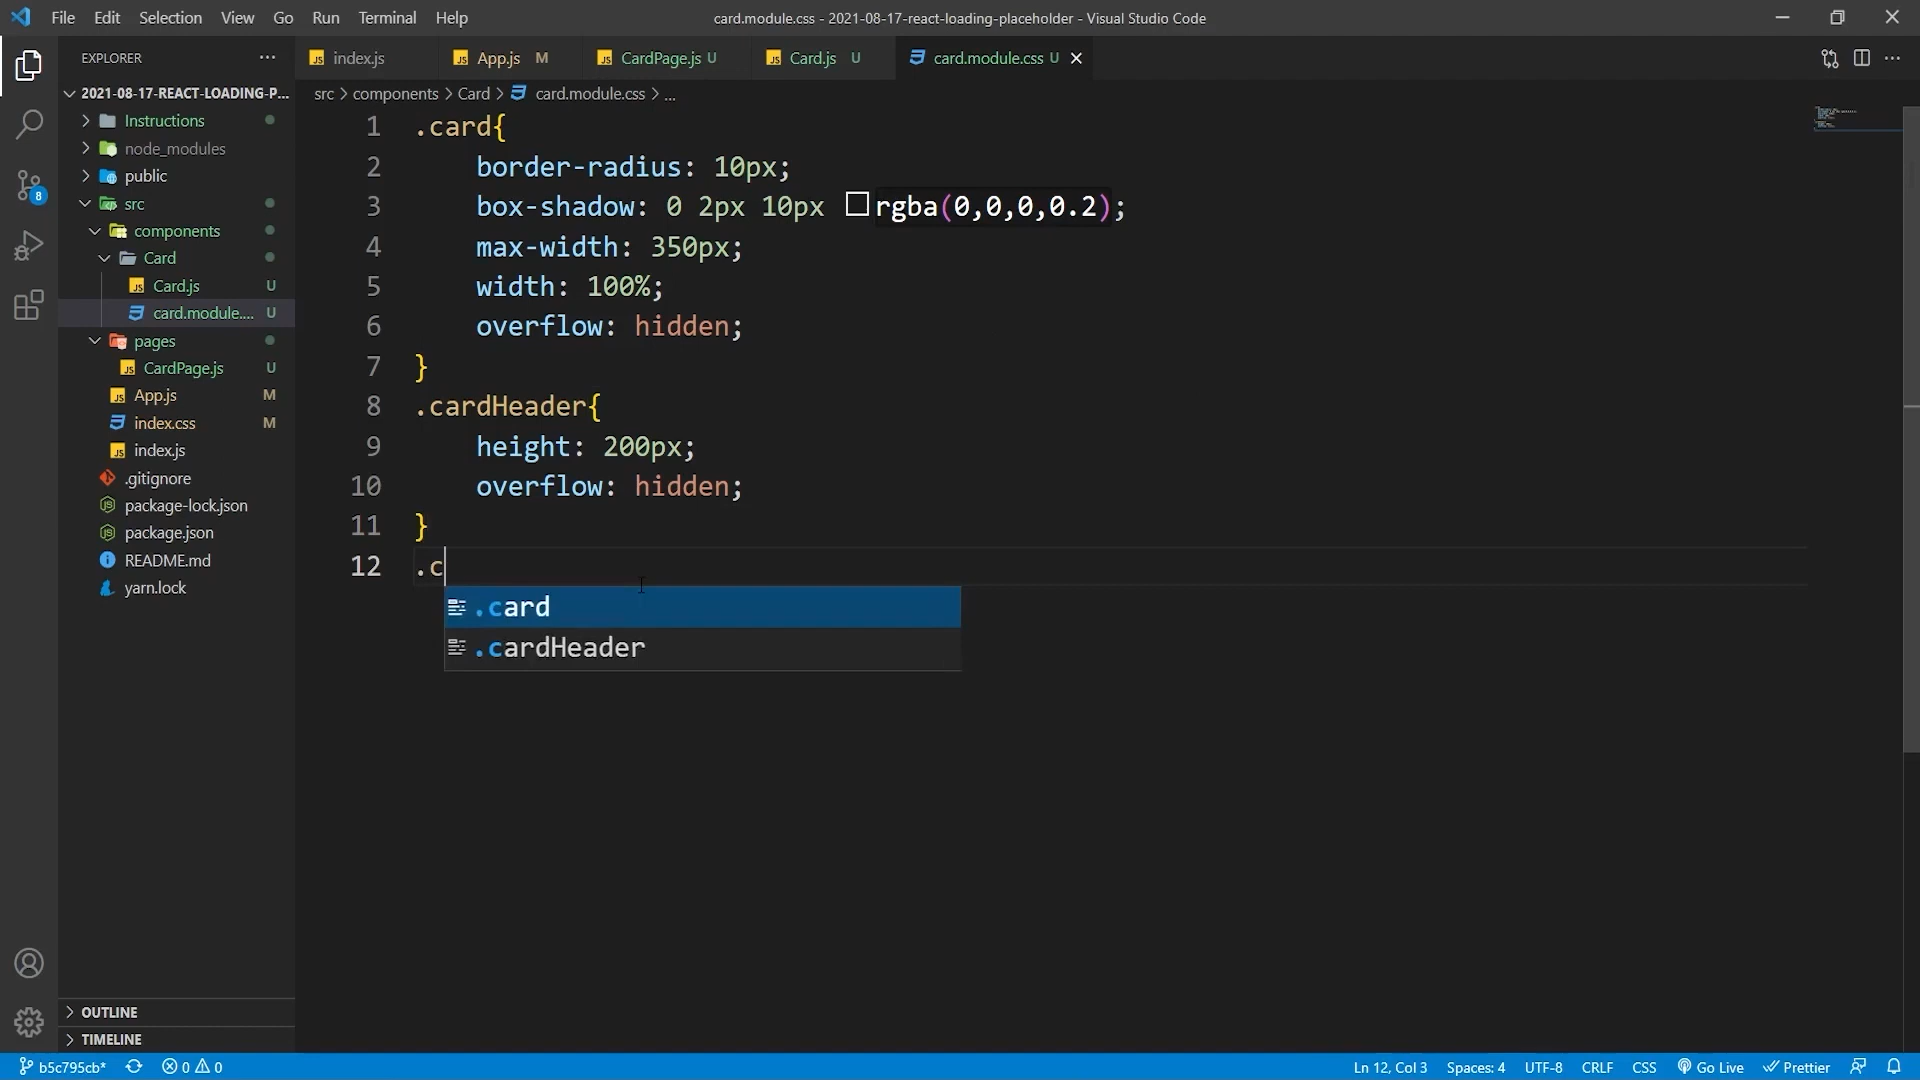 File Edit Selection View Go Run Terminal Help
card.module.css - 2021-08-17-react-loading-placeholder - Visual Studio Code
EXPLORER
index.js
App.js M
CardPage.js U
Card.js U
card.module.css U
2021-08-17-REACT-LOADING-P...
Instructions
node_modules
public
src
components
Card
Card.js U
card.module.... U
pages
CardPage.js U
App.js M
index.css M
index.js
.gitignore
package-lock.json
package.json
README.md
yarn.lock
OUTLINE
TIMELINE
src > components > Card > card.module.css > ...
1 .card{
2 border-radius: 10px;
3 box-shadow: 0 2px 10px rgba(0,0,0,0.2);
4 max-width: 350px;
5 width: 100%;
6 overflow: hidden;
7 }
8 .cardHeader{
9 height: 200px;
10 overflow: hidden;
11 }
12 .c
.card
.cardHeader
8
b5c795cb* 0 0
Ln 12, Col 3 Spaces: 4 UTF-8 CRLF CSS Go Live Prettier